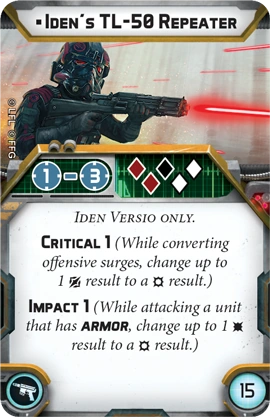 ▪ Iden's TL-50 Repeater
© LFL © FFG
1 - 3
Iden Versio only.
Critical 1 (While converting
offensive surges, change up to
1 result to a result.)
Impact 1 (While attacking a unit
that has ARMOR, change up to 1
result to a result.)
15